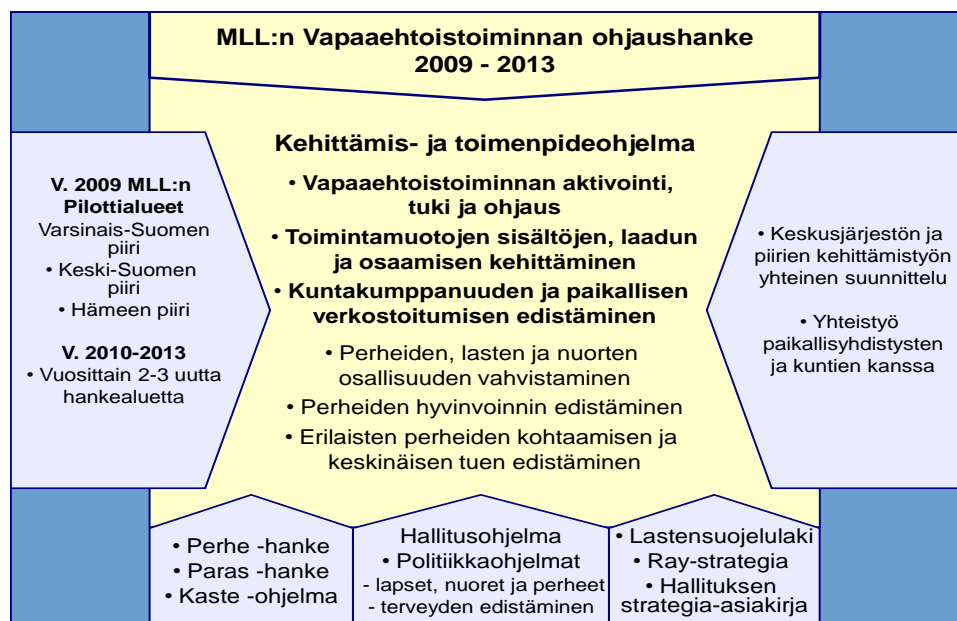 MLL:n Vapaaehtoistoiminnan ohjaushanke
2009 - 2013
Kehittämis- ja toimenpideohjelma
• Vapaaehtoistoiminnan aktivointi,
tuki ja ohjaus
• Toimintamuotojen sisältöjen, laadun
ja osaamisen kehittäminen
• Kuntakumppanuuden ja paikallisen
verkostoitumisen edistäminen
• Perheiden, lasten ja nuorten
osallisuuden vahvistaminen
• Perheiden hyvinvoinnin edistäminen
• Erilaisten perheiden kohtaamisen ja
keskinäisen tuen edistäminen
V. 2009 MLL:n
Pilottialueet
Varsinais-Suomen
piiri
• Keski-Suomen
piiri
• Hämeen piiri
V. 2010-2013
• Vuosittain 2-3 uutta
hankealuetta
• Keskusjärjestön ja
piirien kehittämistyön
yhteinen suunnittelu
• Yhteistyö
paikallisyhdistysten
ja kuntien kanssa
• Perhe -hanke
• Paras -hanke
• Kaste -ohjelma
Hallitusohjelma
• Politiikkaohjelmat
- lapset, nuoret ja perheet
- terveyden edistäminen
• Lastensuojelulaki
• Ray-strategia
• Hallituksen
strategia-asiakirja